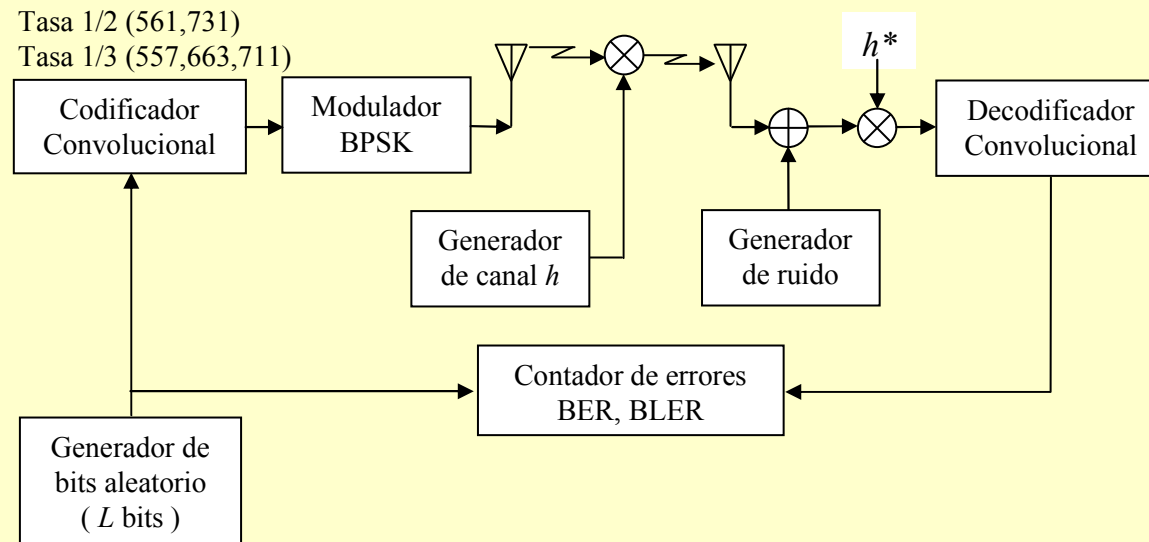 Tasa 1/2 (561,731)
Tasa 1/3 (557,663,711)
Codificador
Convolucional
Modulador
BPSK
h*
Decodificador
Convolucional
Generador
de canal h
Generador
de ruido
Contador de errores
BER, BLER
Generador de
bits aleatorio
( L bits )